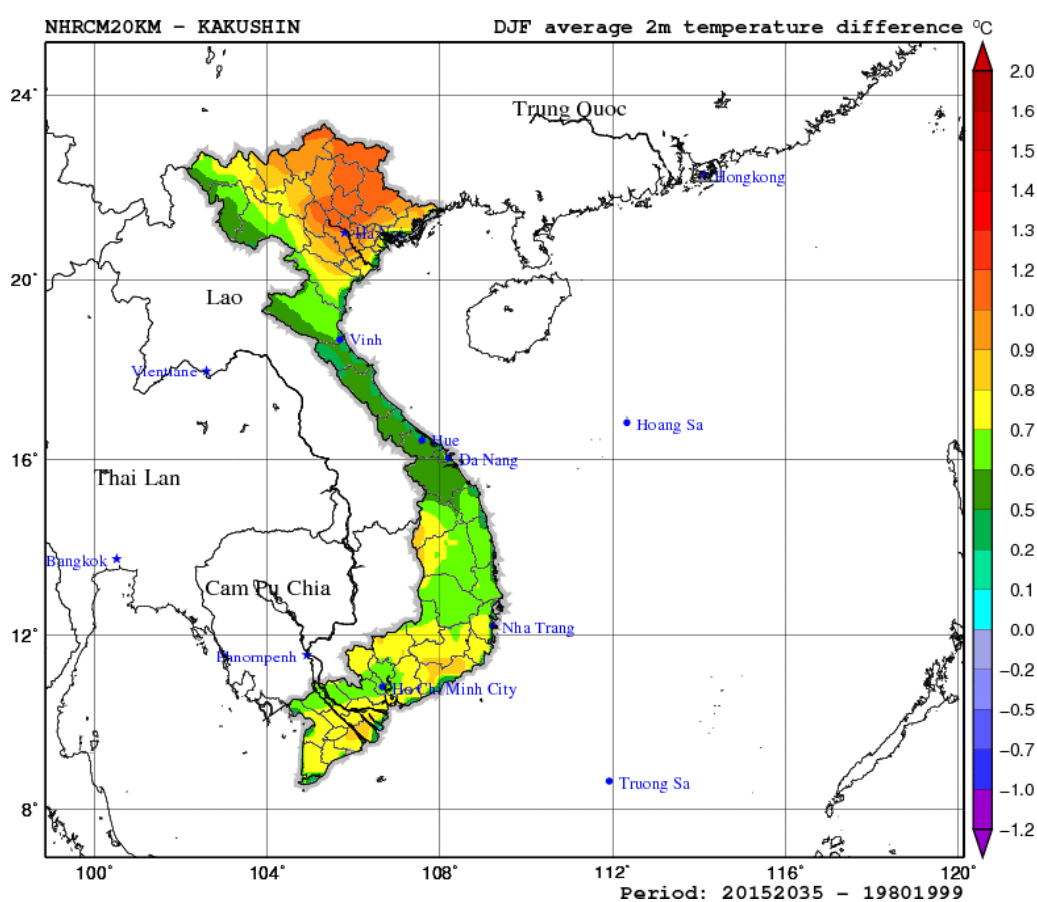 NHRCM20KM – KAKUSHIN
DJF average 2m temperature difference °C
2.0
1.6
1.5
1.4
1.3
1.2
1.0
0.9
0.8
0.7
0.6
0.5
0.2
0.1
0.0
−0.2
−0.5
−0.7
−1.0
−1.2
24°
20°
16°
12°
8°
Trung Quoc
Hongkong
Lao
Vinh
Vientiane
Hoang Sa
Hue
Da Nang
Thai Lan
Bangkok
Cam Pu Chia
Nha Trang
Phnompenh
Ho Chi Minh City
Truong Sa
100°
104°
108°
112°
116°
120°
Period: 20152035 – 19801999